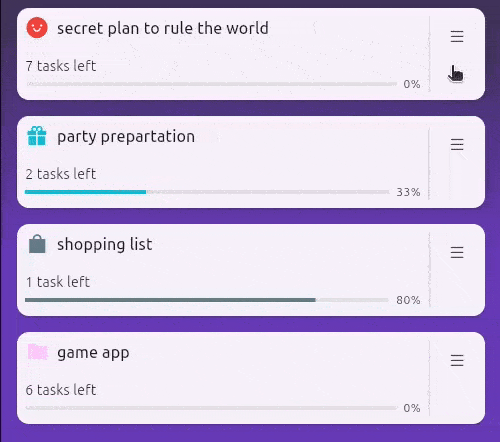 secret plan to rule the world
7 tasks left
0%
party prepartation
2 tasks left
33%
shopping list
1 task left
80%
game app
6 tasks left
0%